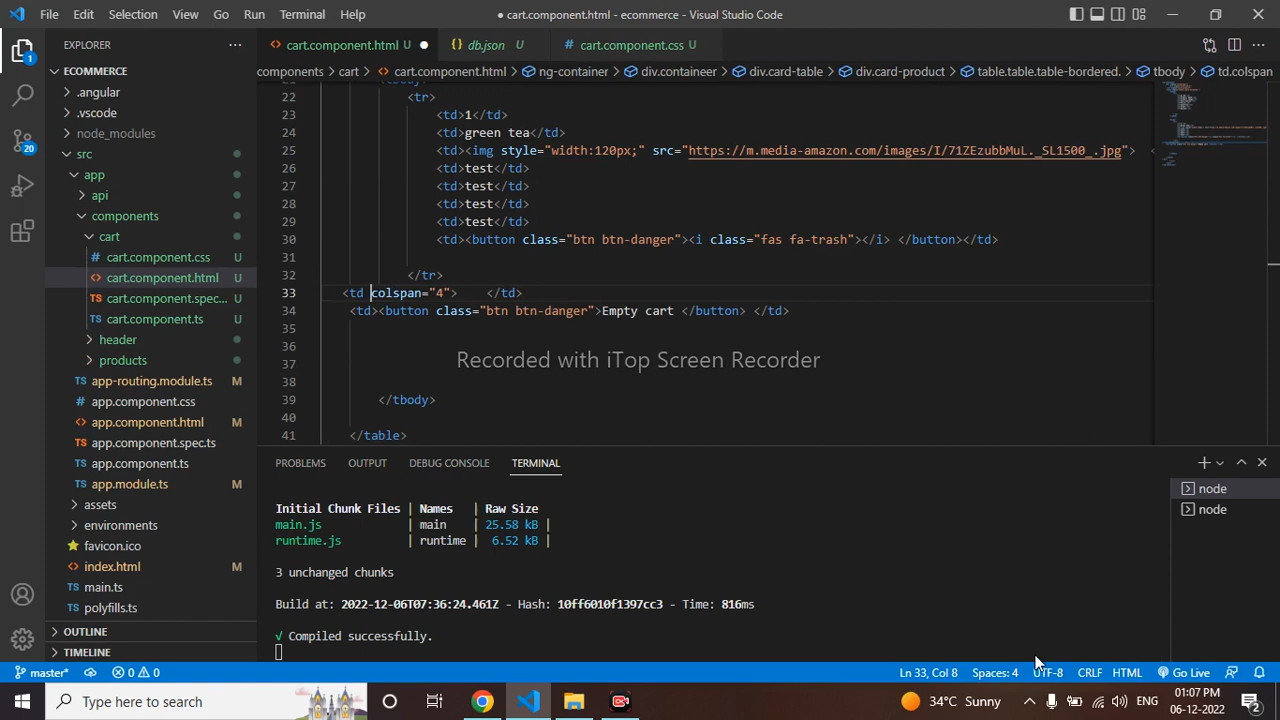 File Edit Selection View Go Run Terminal Help
● cart.component.html - ecommerce - Visual Studio Code
EXPLORER
cart.component.html U
db.json U
cart.component.css U
components > cart > cart.component.html > ng-container > div.containeer > div.card-table > div.card-product > table.table.table-bordered. > tbody > td.colspan
1
20
ECOMMERCE
.angular
.vscode
node_modules
src
app
api
components
cart
cart.component.css U
cart.component.html U
cart.component.spec... U
cart.component.ts U
header
products
app-routing.module.ts M
app.component.css
app.component.html M
app.component.spec.ts
app.component.ts
app.module.ts M
assets
environments
favicon.ico
index.html M
main.ts
polyfills.ts
OUTLINE
TIMELINE
22 <tr>
23 <td>1</td>
24 <td>green tea</td>
25 <td><img style="width:120px;" src="https://m.media-amazon.com/images/I/71ZEzubbMuL._SL1500_.jpg"> <
26 <td>test</td>
27 <td>test</td>
28 <td>test</td>
29 <td>test</td>
30 <td><button class="btn btn-danger"><i class="fas fa-trash"></i> </button></td>
31
32 </tr>
33 <td colspan="4"> </td>
34 <td><button class="btn btn-danger">Empty cart </button> </td>
35
36
37
38
39 </tbody>
40
41 </table>
Recorded with iTop Screen Recorder
PROBLEMS OUTPUT DEBUG CONSOLE TERMINAL
Initial Chunk Files | Names | Raw Size
main.js | main | 25.58 kB |
runtime.js | runtime | 6.52 kB |
3 unchanged chunks
Build at: 2022-12-06T07:36:24.461Z - Hash: 10ff6010f1397cc3 - Time: 816ms
√ Compiled successfully.
node
node
master* 0 0 Ln 33, Col 8 Spaces: 4 UTF-8 CRLF HTML Go Live
Type here to search
34°C Sunny
ENG
01:07 PM
06-12-2022
2